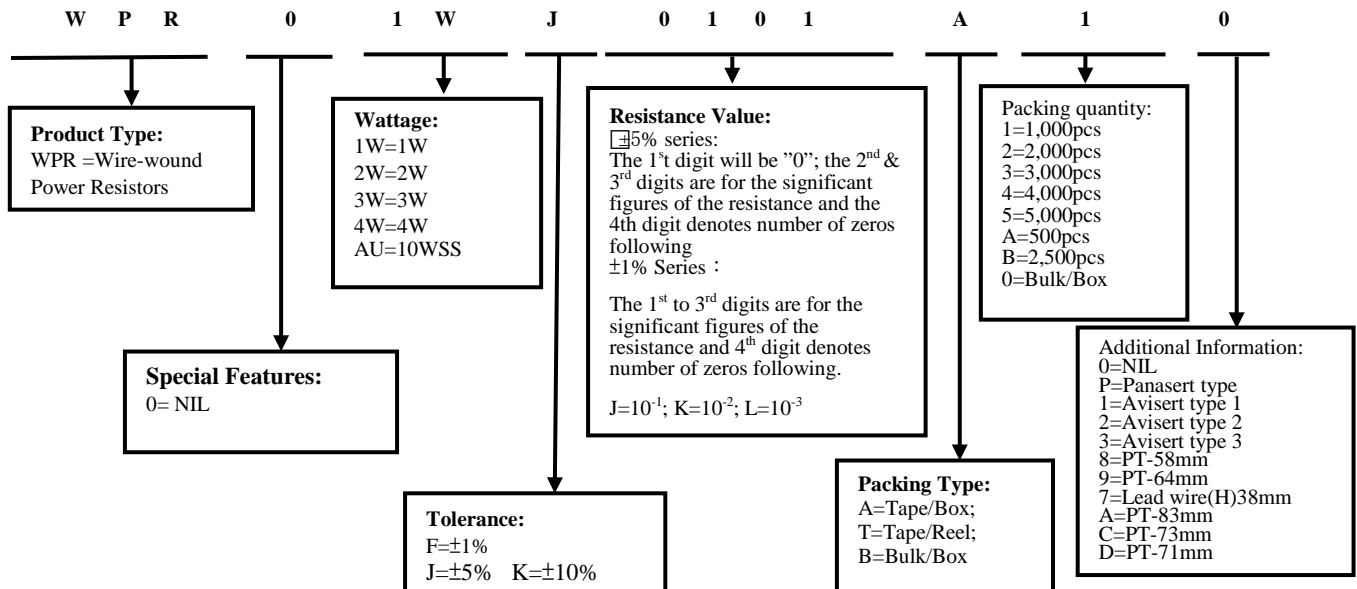 W P R 0 1 W J 0 1 0 1 A 1 0
Product Type:
WPR =Wire-wound
Power Resistors
Special Features:
0= NIL
Wattage:
1W=1W
2W=2W
3W=3W
4W=4W
AU=10WSS
Tolerance:
F=±1%
J=±5% K=±10%
Resistance Value:
±5% series:
The 1st digit will be ”0”; the 2nd &
3rd digits are for the significant
figures of the resistance and the
4th digit denotes number of zeros
following
±1% Series：
The 1st to 3rd digits are for the
significant figures of the
resistance and 4th digit denotes
number of zeros following.
J=10-1; K=10-2; L=10-3
Packing Type:
A=Tape/Box;
T=Tape/Reel;
B=Bulk/Box
Packing quantity:
1=1,000pcs
2=2,000pcs
3=3,000pcs
4=4,000pcs
5=5,000pcs
A=500pcs
B=2,500pcs
0=Bulk/Box
Additional Information:
0=NIL
P=Panasert type
1=Avisert type 1
2=Avisert type 2
3=Avisert type 3
8=PT-58mm
9=PT-64mm
7=Lead wire(H)38mm
A=PT-83mm
C=PT-73mm
D=PT-71mm